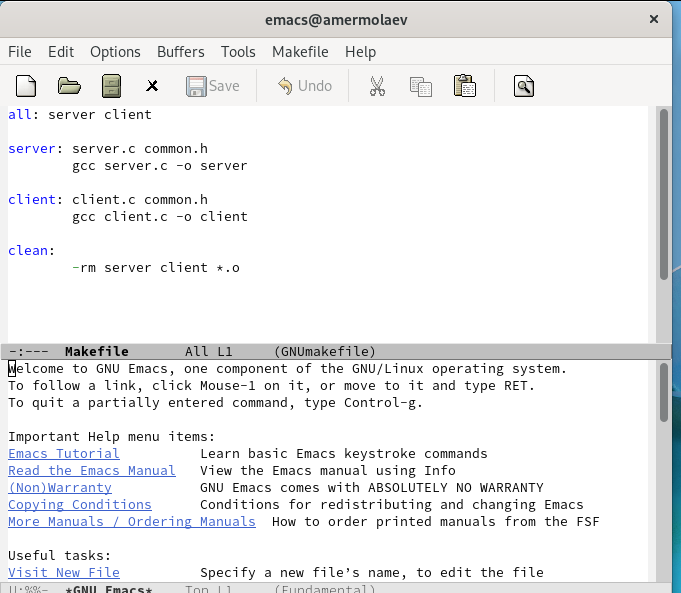 emacs@amermolaev ×
File Edit Options Buffers Tools Makefile Help
Save Undo
all: server client
server: server.c common.h
gcc server.c -o server
client: client.c common.h
gcc client.c -o client
clean:
-rm server client *.o
-:--- Makefile All L1 (GNUmakefile)
Welcome to GNU Emacs, one component of the GNU/Linux operating system.
To follow a link, click Mouse-1 on it, or move to it and type RET.
To quit a partially entered command, type Control-g.
Important Help menu items:
Emacs Tutorial Learn basic Emacs keystroke commands
Read the Emacs Manual View the Emacs manual using Info
(Non)Warranty GNU Emacs comes with ABSOLUTELY NO WARRANTY
Copying Conditions Conditions for redistributing and changing Emacs
More Manuals / Ordering Manuals How to order printed manuals from the FSF
Useful tasks:
Visit New File Specify a new file’s name, to edit the file
U:%%- *GNU Emacs* Top L1 (Fundamental)